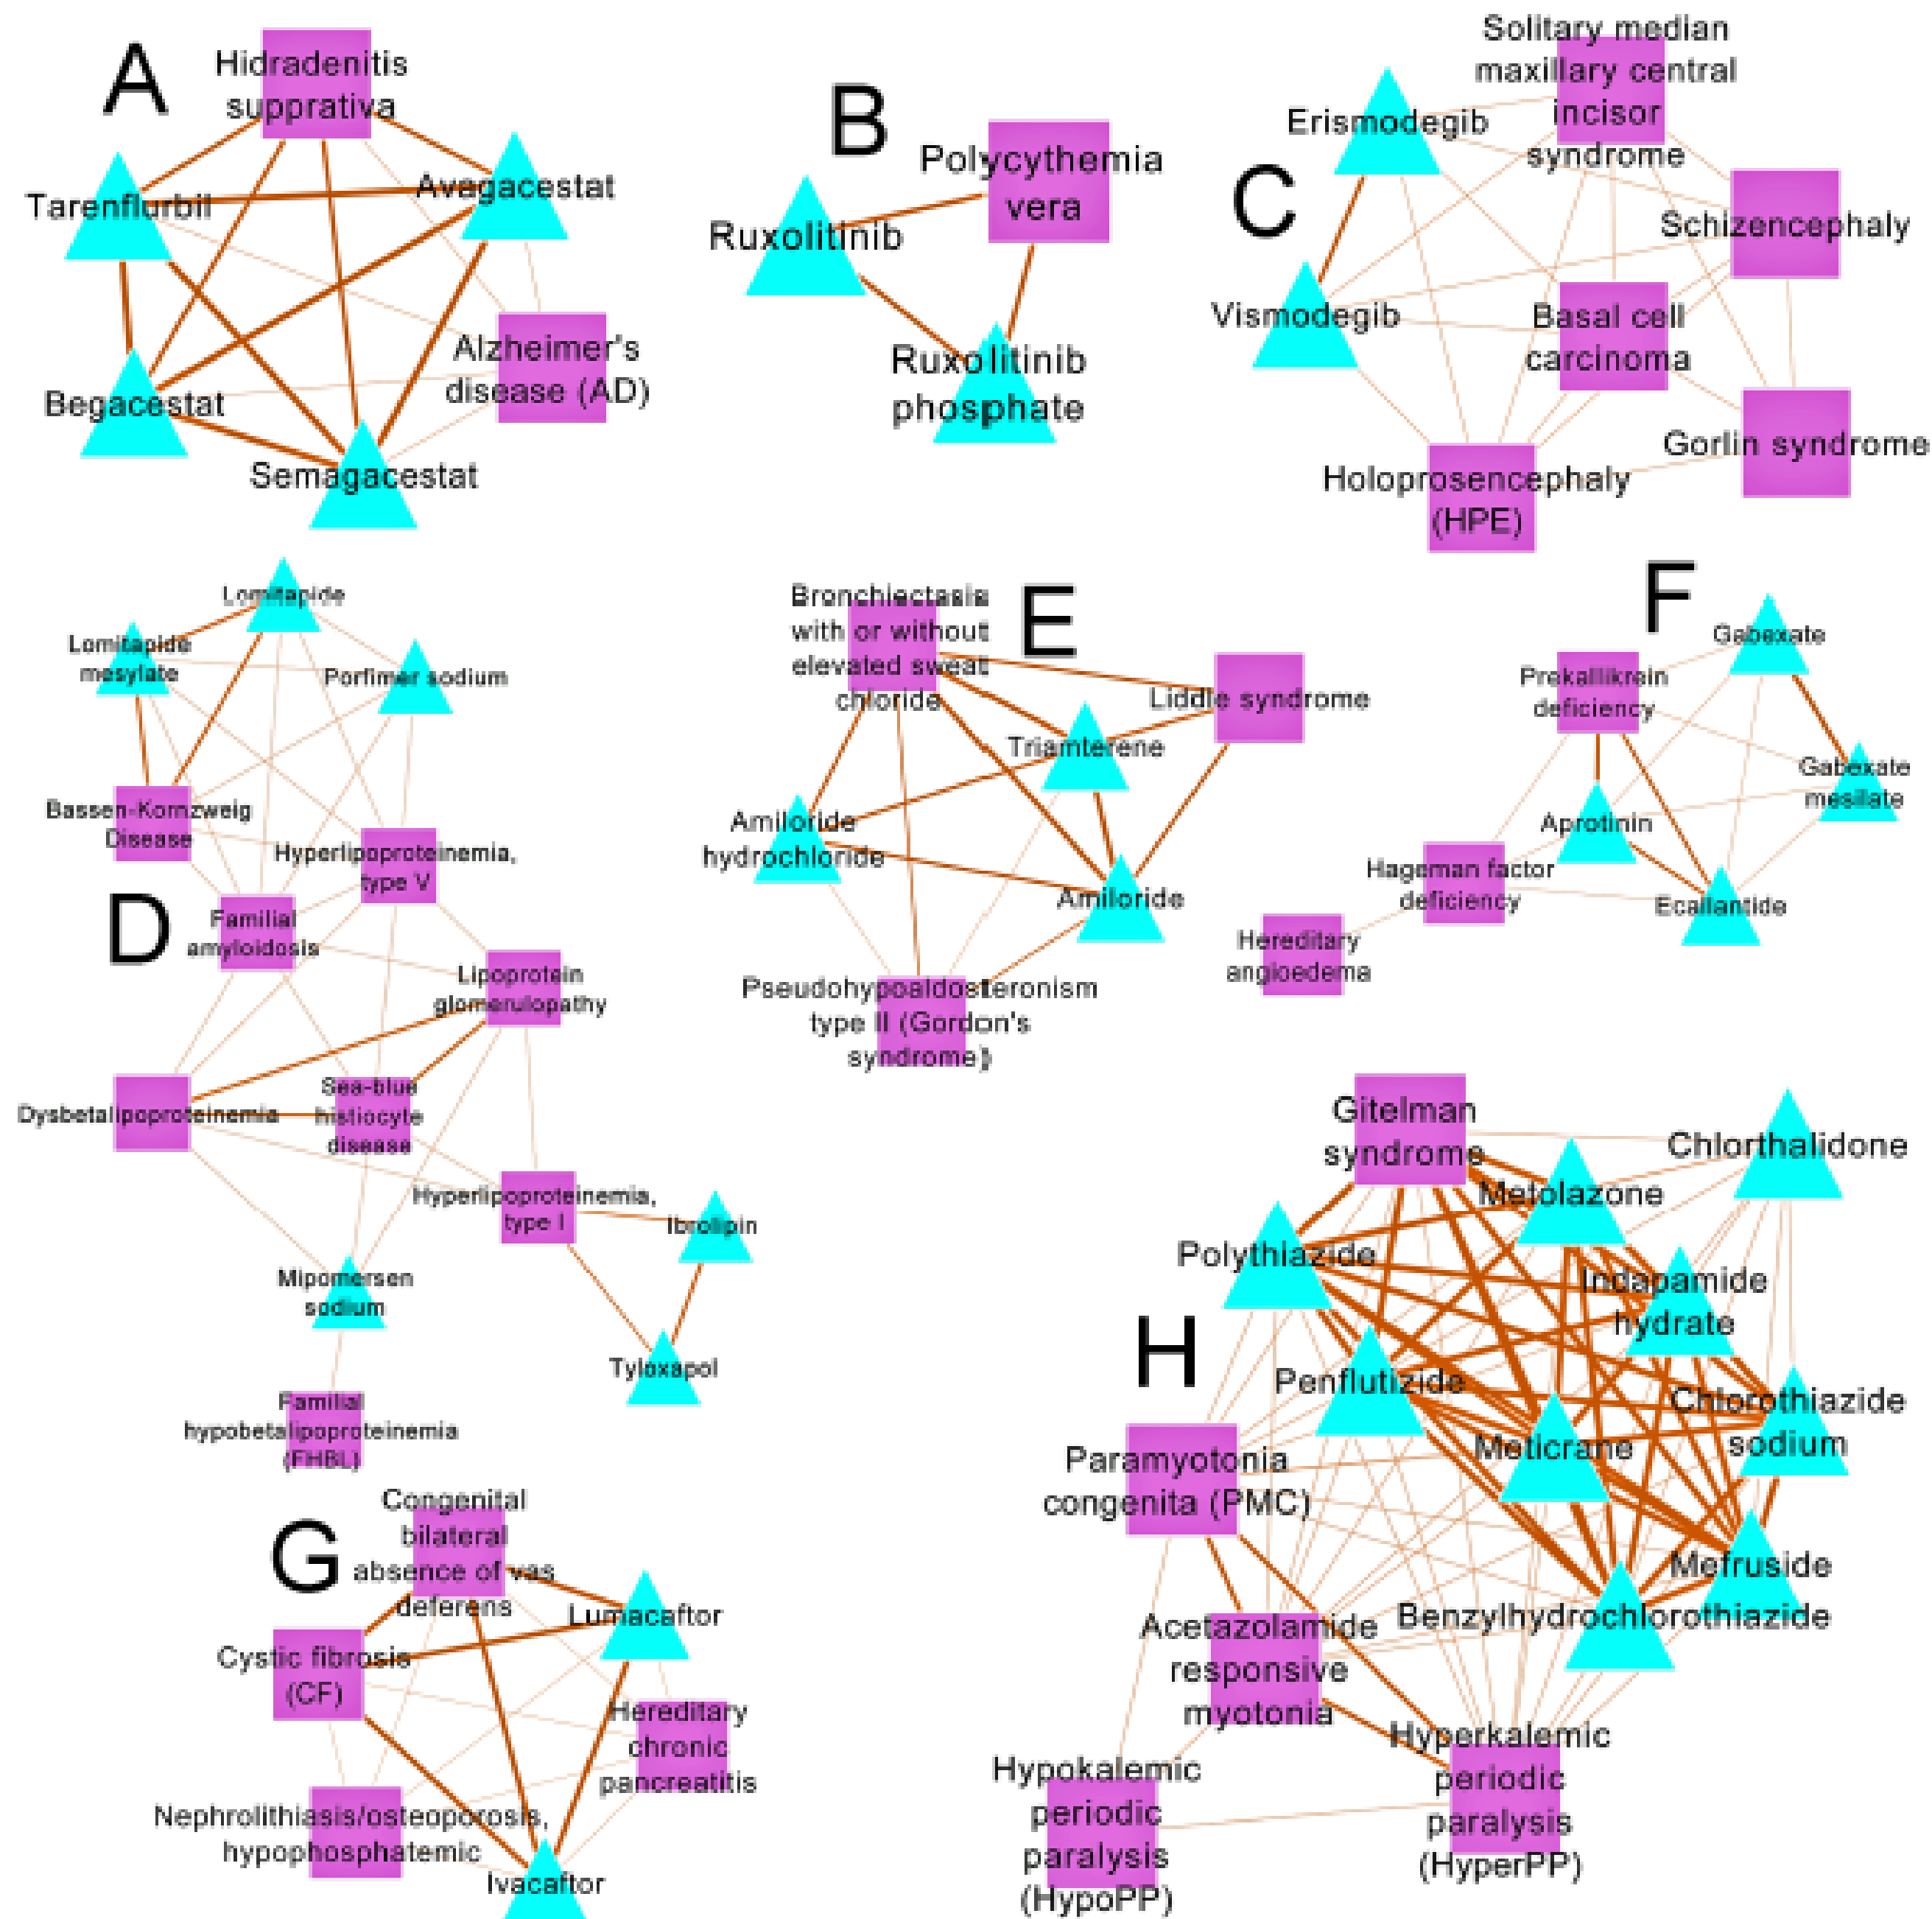 A
Hidradenitis
supprativa
Tarenflurbil
Avagacestat
Begacestat
Alzheimer's
disease (AD)
Semagacestat
B
Polycythemia
vera
Ruxolitinib
Ruxolitinib
phosphate
C
Solitary median
maxillary central
incisor
syndrome
Erismodegib
Schizencephaly
Vismodegib
Basal cell
carcinoma
Gorlin syndrome
Holoprosencephaly
(HPE)
D
Lomitapide
Lomitapide
mesylate
Porfimer sodium
Bassen-Kornzweig
Disease
Hyperlipoproteinemia,
type V
Familial
amyloidosis
Lipoprotein
glomerulopathy
Dysbetalipoproteinemia
Sea-blue
histiocyte
disease
Hyperlipoproteinemia,
type I
Ibrolipin
Mipomersen
sodium
Tyloxapol
Familial
hypobetalipoproteinemia
(FHBL)
E
Bronchiectasis
with or without
elevated sweat
chloride
Liddle syndrome
Triamterene
Amiloride
hydrochloride
Amiloride
Pseudohypoaldosteronism
type II (Gordon's
syndrome)
F
Gabexate
Prekallikrein
deficiency
Gabexate
mesilate
Aprotinin
Hageman factor
deficiency
Ecallantide
Hereditary
angioedema
G
Congenital
bilateral
absence of vas
deferens
Lumacaftor
Cystic fibrosis
(CF)
Hereditary
chronic
pancreatitis
Nephrolithiasis/osteoporosis,
hypophosphatemic
Ivacaftor
H
Gitelman
syndrome
Chlorthalidone
Metolazone
Polythiazide
Indapamide
hydrate
Penflutizide
Chlorothiazide
sodium
Meticrane
Paramyotonia
congenita (PMC)
Mefruside
Benzylhydrochlorothiazide
Acetazolamide
responsive
myotonia
Hyperkalemic
periodic
paralysis
(HyperPP)
Hypokalemic
periodic
paralysis
(HypoPP)